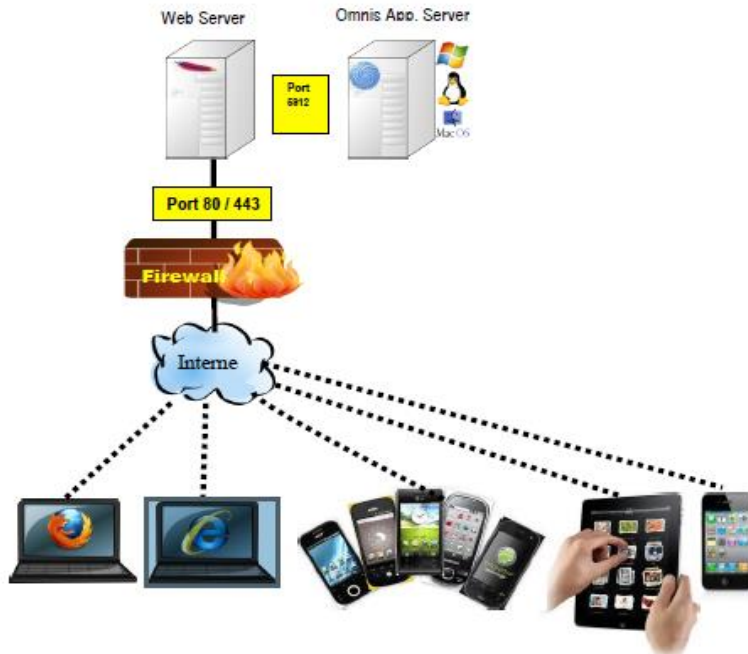 Web Server
Omnis App. Server
Port
5912
Mac OS
Port 80 / 443
Firewall
Interne